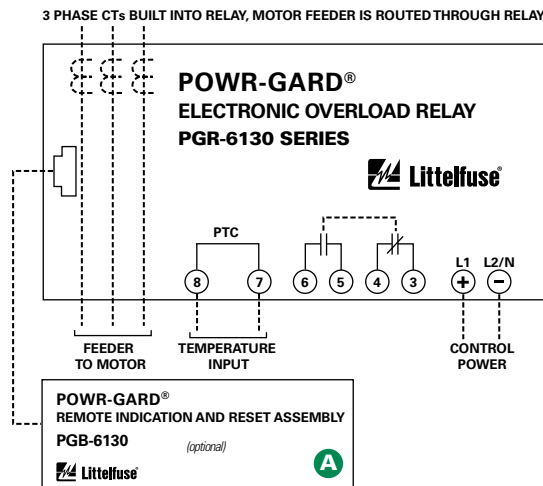 3 PHASE CTs BUILT INTO RELAY, MOTOR FEEDER IS ROUTED THROUGH RELAY
POWR-GARD®
ELECTRONIC OVERLOAD RELAY
PGR-6130 SERIES
Littelfuse®
PTC
L1 L2/N
8 7 6 5 4 3 + −
FEEDER
TO MOTOR
TEMPERATURE
INPUT
CONTROL
POWER
POWR-GARD®
REMOTE INDICATION AND RESET ASSEMBLY
PGB-6130
(optional)
A
Littelfuse®